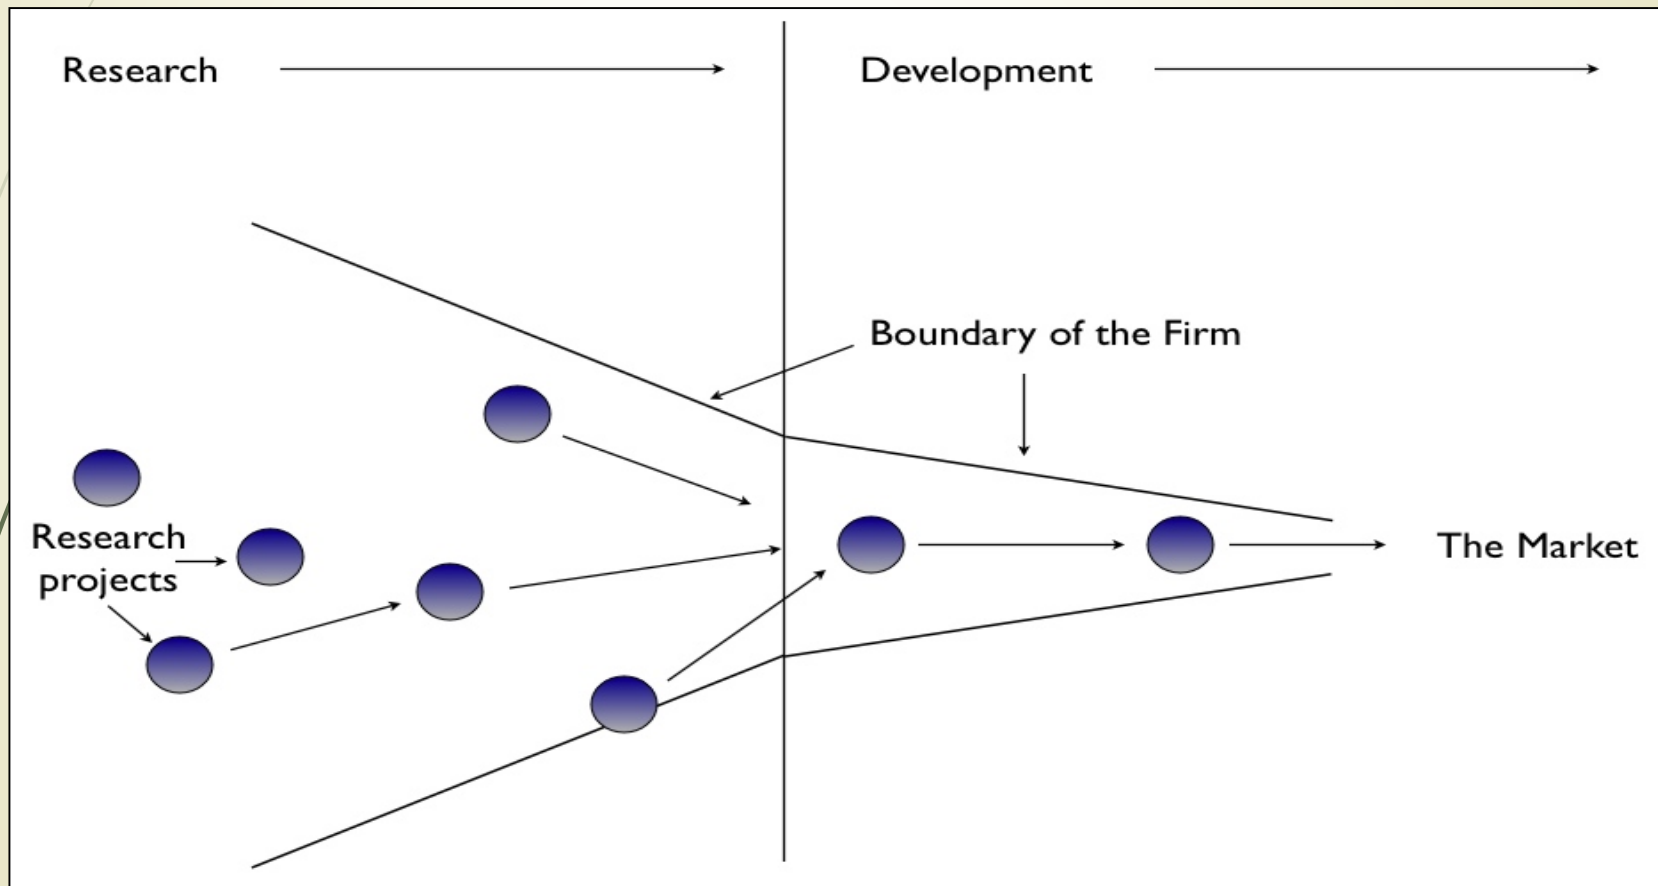 Research
Development
Boundary of the Firm
Research
projects
The Market